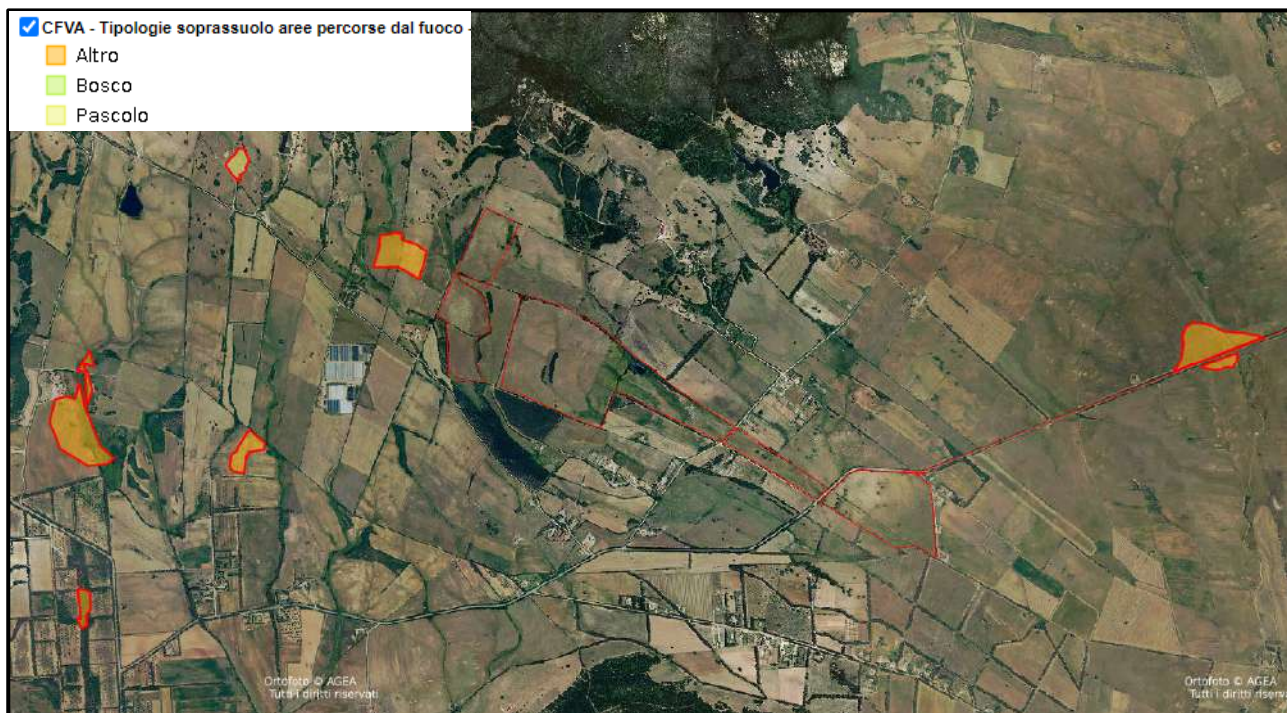 CFVA - Tipologie soprassuolo aree percorse dal fuoco -
Altro
Bosco
Pascolo
Ortofoto © AGEA
Tutti i diritti riservati
Ortofoto © AGEA
Tutti i diritti riserva